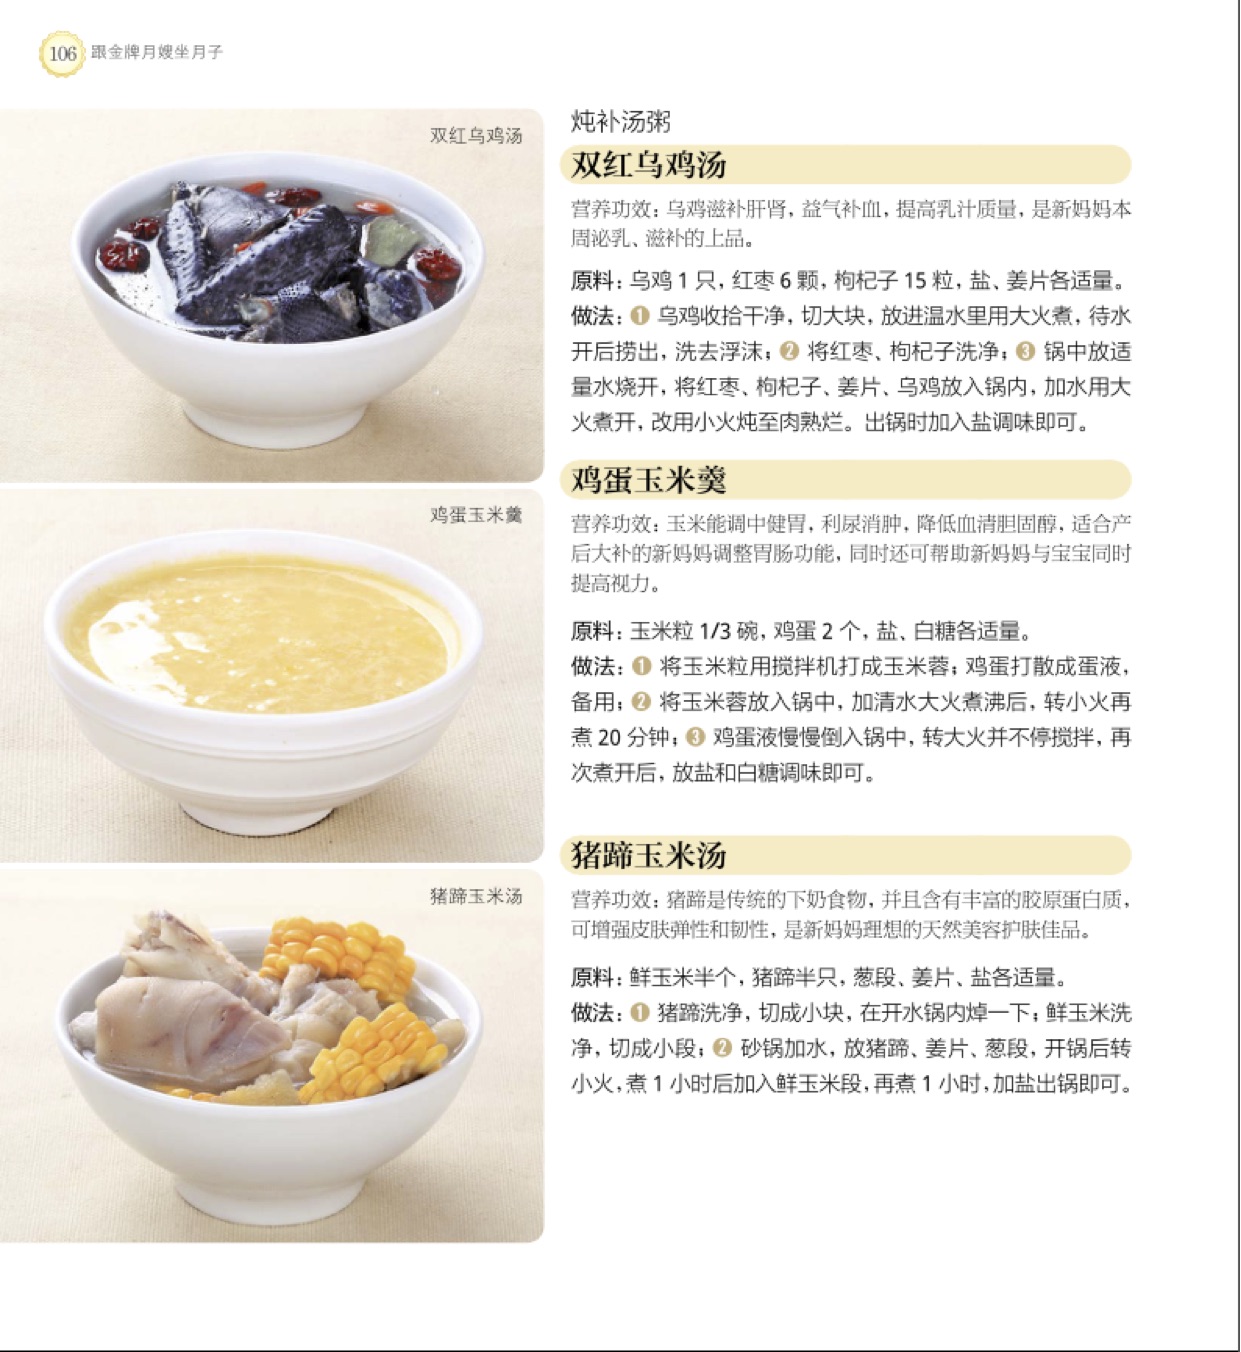 106 跟金牌月嫂坐月子
双红乌鸡汤
鸡蛋玉米羹
猪蹄玉米汤
炖补汤粥
双红乌鸡汤
营养功效：乌鸡滋补肝肾，益气补血，提高乳汁质量，是新妈妈本
周泌乳、滋补的上品。
原料：乌鸡 1 只，红枣 6 颗，枸杞子 15 粒，盐、姜片各适量。
做法：❶ 乌鸡收拾干净，切大块，放进温水里用大火煮，待水
开后捞出，洗去浮沫；❷ 将红枣、枸杞子洗净；❸ 锅中放适
量水烧开，将红枣、枸杞子、姜片、乌鸡放入锅内，加水用大
火煮开，改用小火炖至肉熟烂。出锅时加入盐调味即可。
鸡蛋玉米羹
营养功效：玉米能调中健胃，利尿消肿，降低血清胆固醇，适合产
后大补的新妈妈调整胃肠功能，同时还可帮助新妈妈与宝宝同时
提高视力。
原料：玉米粒 1/3 碗，鸡蛋 2 个，盐、白糖各适量。
做法：❶ 将玉米粒用搅拌机打成玉米蓉；鸡蛋打散成蛋液，
备用；❷ 将玉米蓉放入锅中，加清水大火煮沸后，转小火再
煮 20 分钟；❸ 鸡蛋液慢慢倒入锅中，转大火并不停搅拌，再
次煮开后，放盐和白糖调味即可。
猪蹄玉米汤
营养功效：猪蹄是传统的下奶食物，并且含有丰富的胶原蛋白质，
可增强皮肤弹性和韧性，是新妈妈理想的天然美容护肤佳品。
原料：鲜玉米半个，猪蹄半只，葱段、姜片、盐各适量。
做法：❶ 猪蹄洗净，切成小块，在开水锅内焯一下；鲜玉米洗
净，切成小段；❷ 砂锅加水，放猪蹄、姜片、葱段，开锅后转
小火，煮 1 小时后加入鲜玉米段，再煮 1 小时，加盐出锅即可。